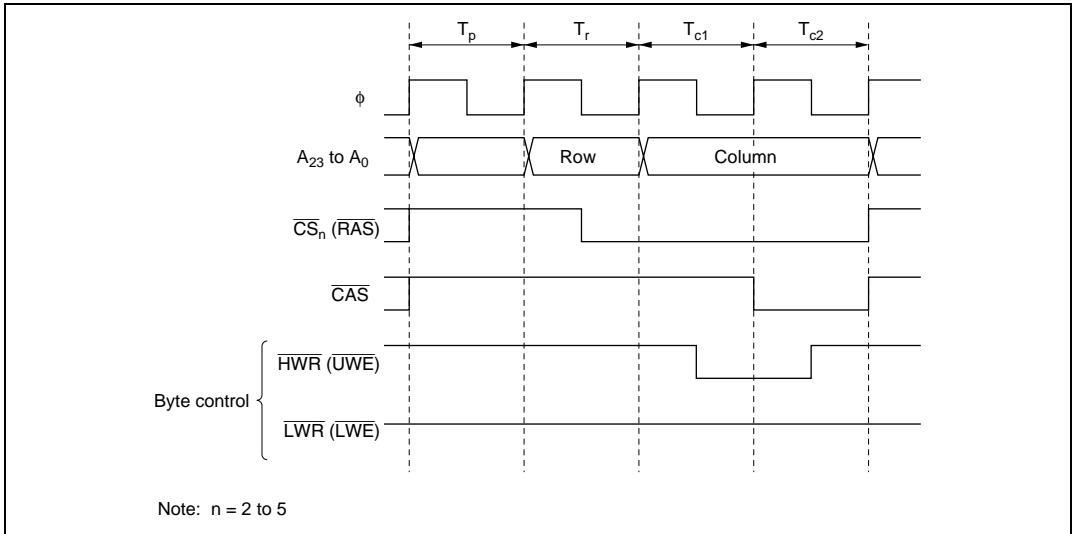 Tp Tr Tc1 Tc2
ϕ
A23 to A0 Row Column
CSn (RAS)
CAS
HWR (UWE)
Byte control
LWR (LWE)
Note: n = 2 to 5